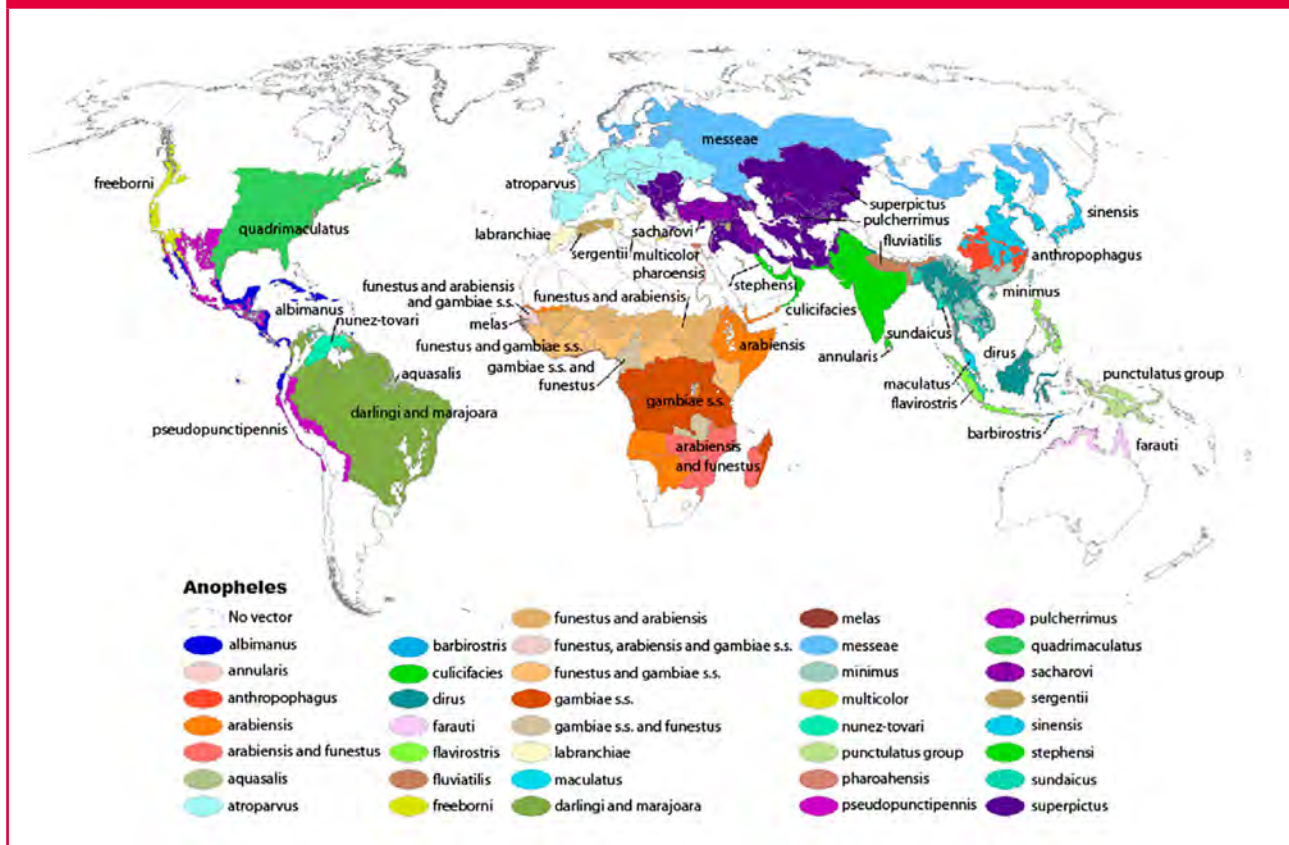 freeborni
quadrimaculatus
albimanus
nunez-tovari
aquasalis
darlingi and marajoara
pseudopunctipennis
messeae
atroparvus
labranchiae
sergentii
sacharovi
multicolor
pharoensis
superpictus
pulcherrimus
fluviatilis
sinensis
anthropophagus
stephensi
culicifacies
minimus
funestus and arabiensis
and gambiae s.s.
funestus and arabiensis
melas
funestus and gambiae s.s.
gambiae s.s. and
funestus
arabiensis
gambiae s.s.
arabiensis
and funestus
annularis
sundaicus
dirus
maculatus
flavirostris
barbirostris
punctulatus group
farauti
Anopheles
No vector
albimanus
annularis
anthropophagus
arabiensis
arabiensis and funestus
aquasalis
atroparvus
barbirostris
culicifacies
dirus
farauti
flavirostris
fluviatilis
freeborni
funestus and arabiensis
funestus, arabiensis and gambiae s.s.
funestus and gambiae s.s.
gambiae s.s.
gambiae s.s. and funestus
labranchiae
maculatus
darlingi and marajoara
melas
messeae
minimus
multicolor
nunez-tovari
punctulatus group
pharoahensis
pseudopunctipennis
pulcherrimus
quadrimaculatus
sacharovi
sergentii
sinensis
stephensi
sundaicus
superpictus